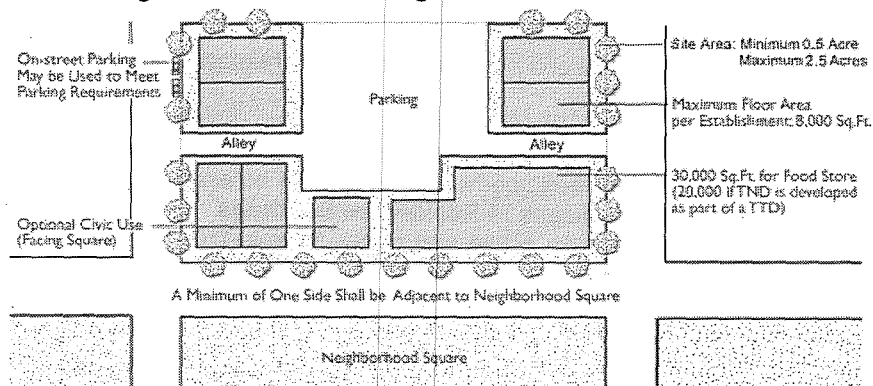 On-street Parking
May be Used to Meet
Parking Requirements
Parking
Site Area: Minimum 0.5 Acre
Maximum 2.5 Acres
Maximum Floor Area
per Establishment: 8,000 Sq.Ft.
Alley
Alley
30,000 Sq.Ft. for Food Store
(20,000 if TND is developed
as part of a TTD)
Optional Civic Use
(Facing Square)
A Minimum of One Side Shall be Adjacent to Neighborhood Square
Neighborhood Square